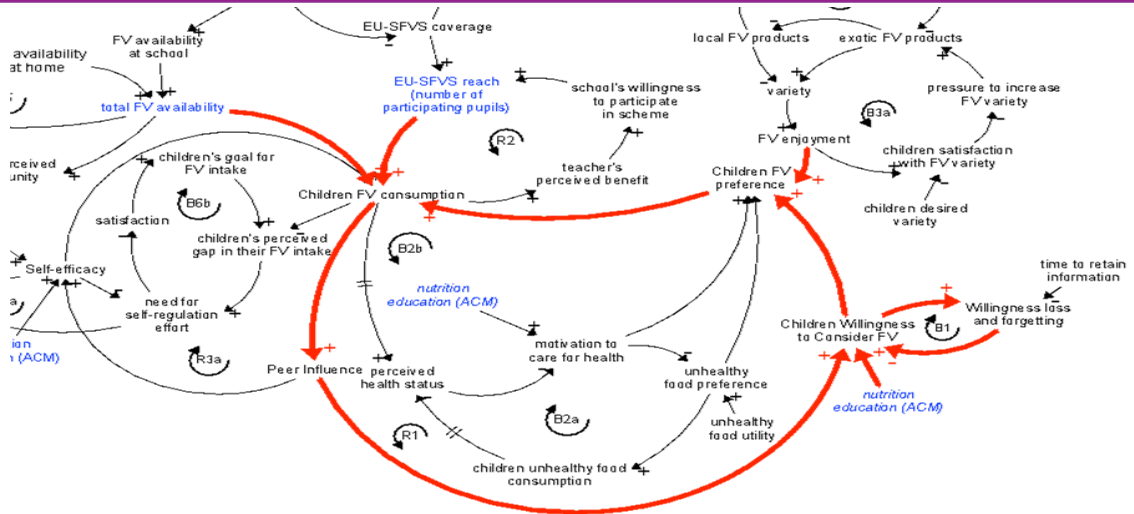 EU-SFVS coverage
FV availability
at school
availability
at home
total FV availability
EU-SFVS reach
(number of
participating pupils)
school's willingness
to participate
in scheme
local FV products
exotic FV products
variety
pressure to increase
FV variety
B3a
FV enjoyment
children satisfaction
with FV variety
children desired
variety
R2
teacher's
perceived benefit
Children FV
preference
children's goal for
FV intake
Children FV consumption
B6b
satisfaction
children's perceived
gap in their FV intake
B2b
Self-efficacy
need for
self-regulation
effort
nutrition
education (ACM)
time to retain
information
Willingness loss
and forgetting
B1
Children Willingness
to Consider FV
(ACM)
R3a
Peer Influence
perceived
health status
motivation to
care for health
unhealthy
food preference
nutrition
education (ACM)
unhealthy
food utility
B2a
R1
children unhealthy food
consumption